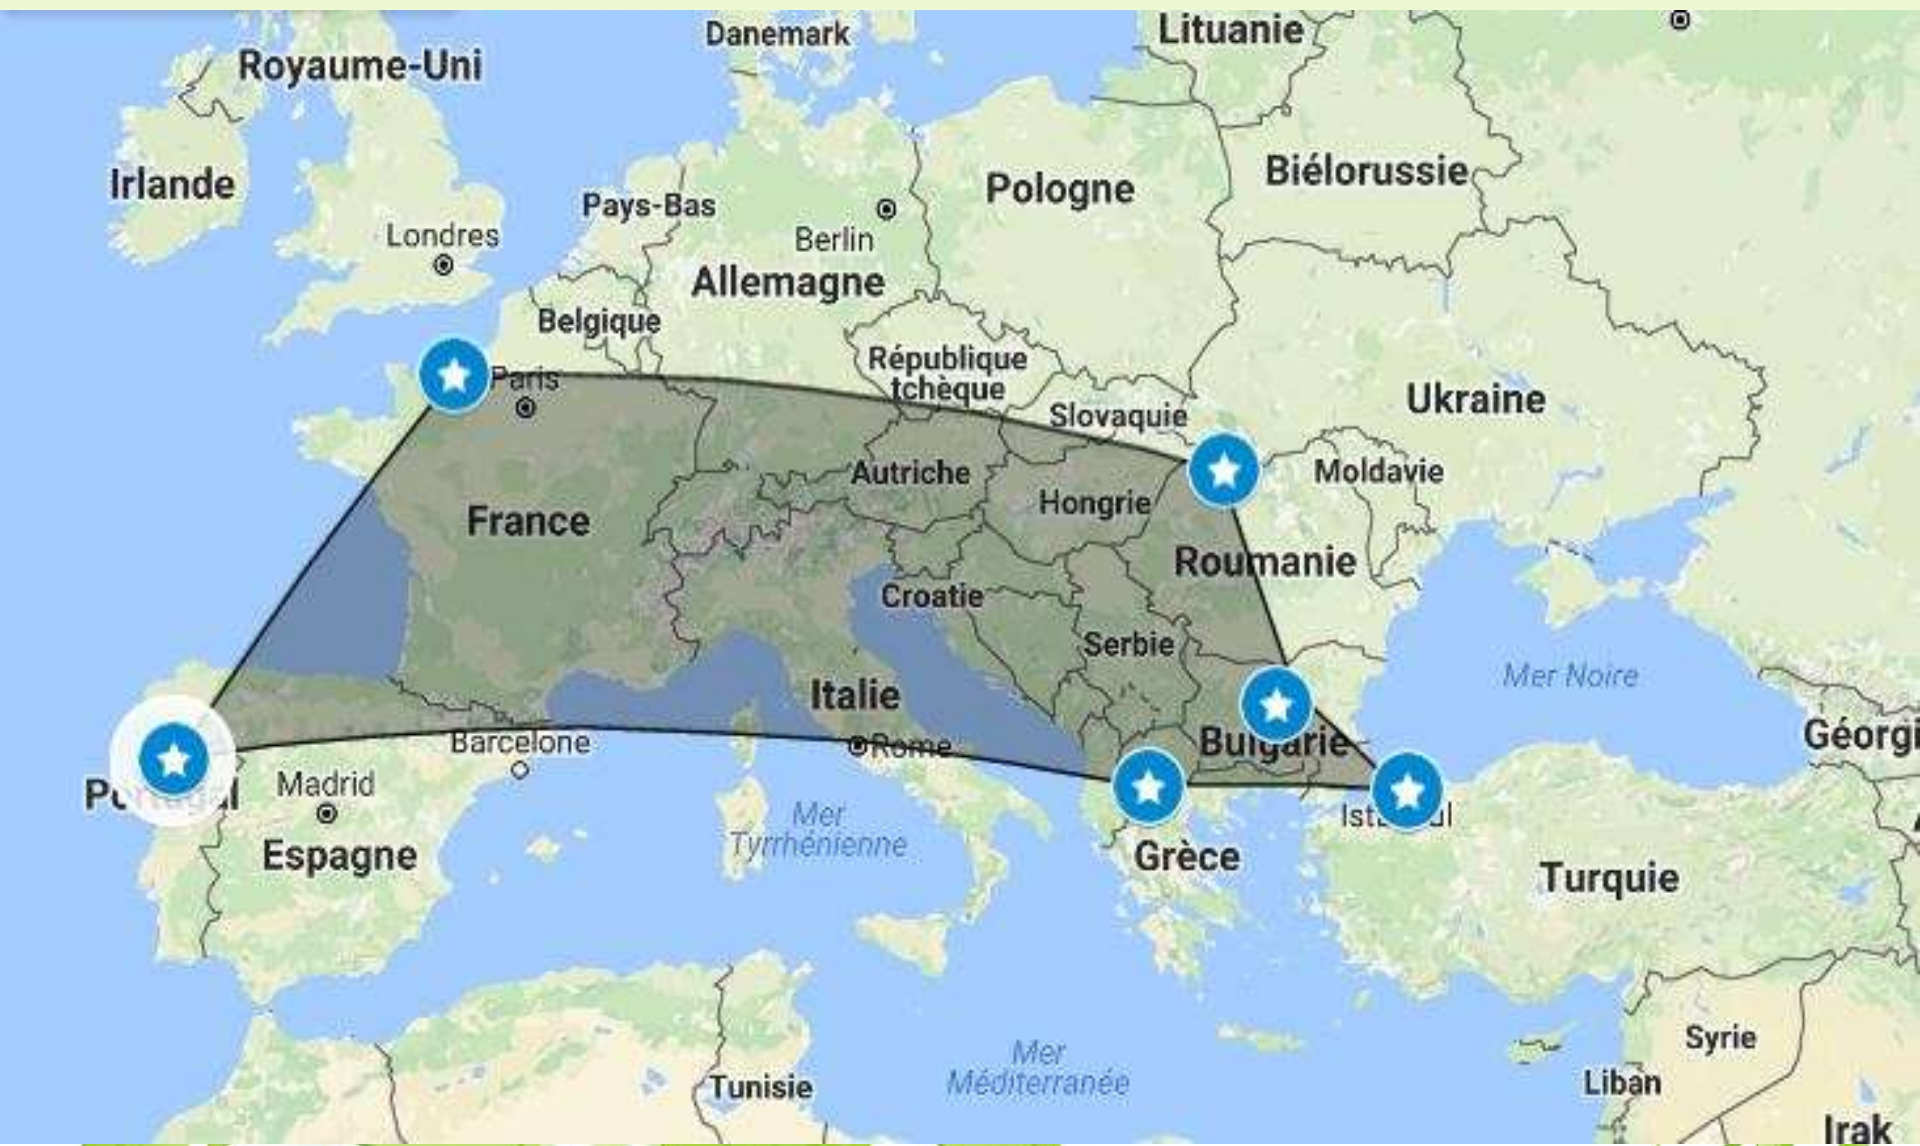 Danemark
Lituanie
Royaume-Uni
Biélorussie
Irlande
Pologne
Pays-Bas
Londres
Berlin
Allemagne
Belgique
République
tchèque
Paris
Ukraine
Slovaquie
Autriche
Moldavie
Hongrie
France
Roumanie
Croatie
Serbie
Mer Noire
Italie
Géorgi
Bulgarie
Barcelone
Rome
Madrid
Mer
Tyrrhénienne
Espagne
Grèce
Turquie
Syrie
Mer
Méditerranée
Tunisie
Liban
Irak